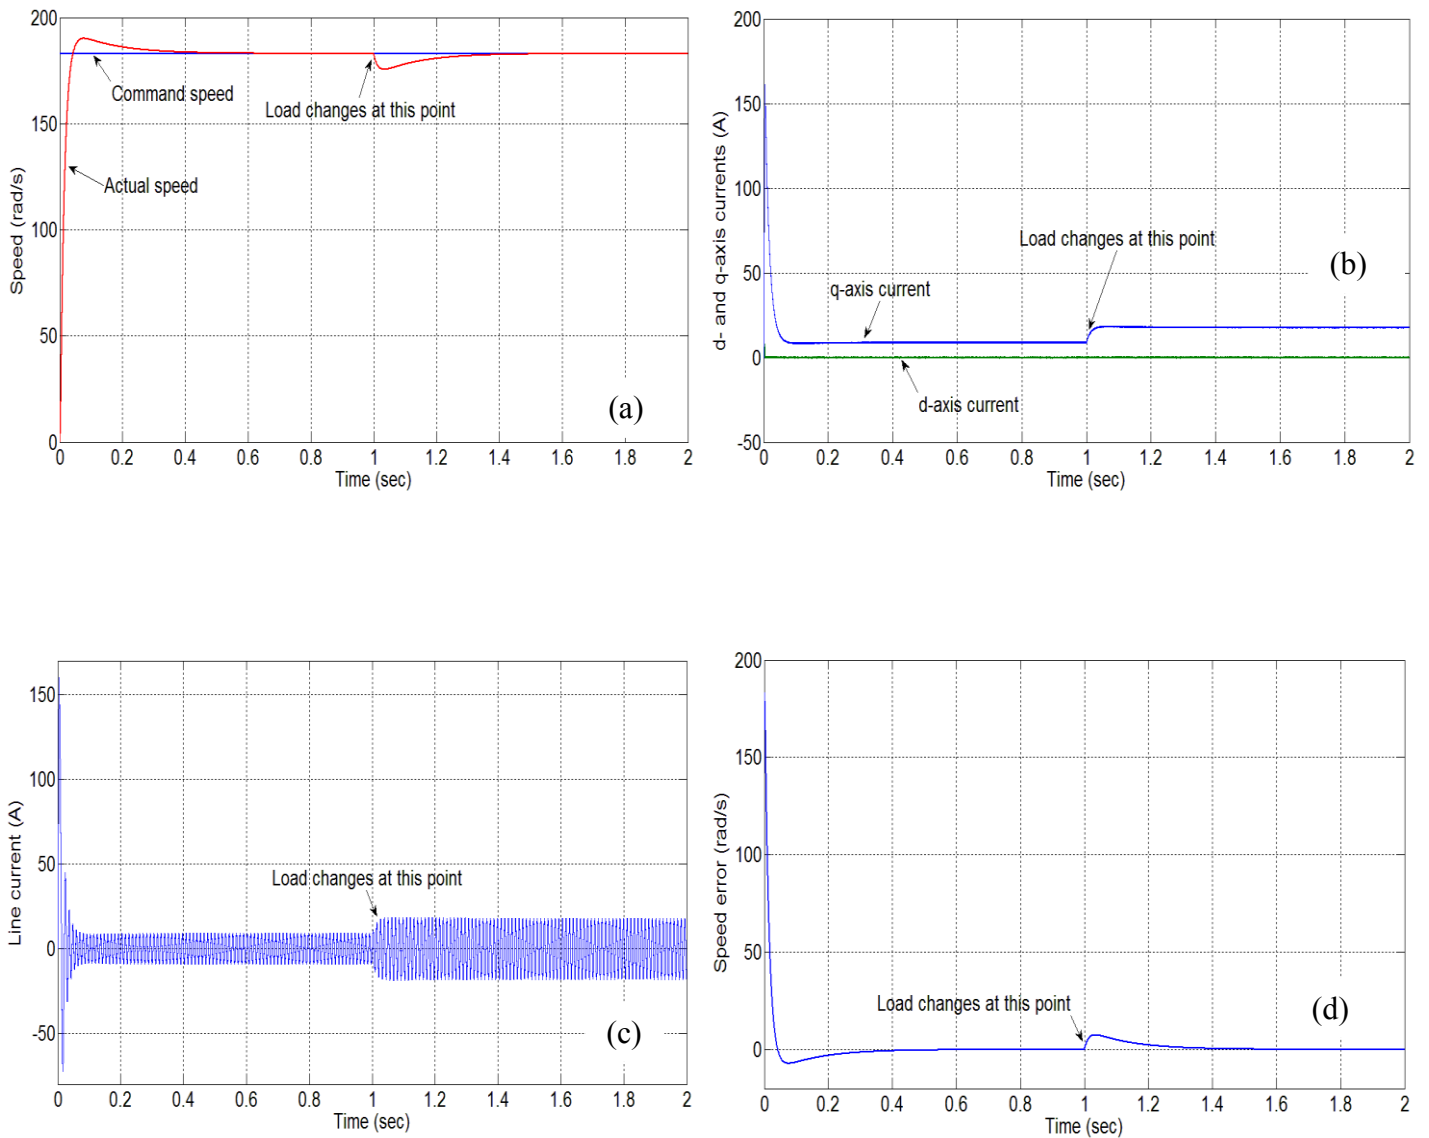 200
150
100
50
0
Speed (rad/s)
Command speed
Load changes at this point
Actual speed
(a)
0 0.2 0.4 0.6 0.8 1 1.2 1.4 1.6 1.8 2
Time (sec)
200
150
100
50
0
-50
d- and q-axis currents (A)
Load changes at this point
(b)
q-axis current
d-axis current
0 0.2 0.4 0.6 0.8 1 1.2 1.4 1.6 1.8 2
Time (sec)
150
100
50
0
-50
Line current (A)
Load changes at this point
(c)
0 0.2 0.4 0.6 0.8 1 1.2 1.4 1.6 1.8 2
Time (sec)
200
150
100
50
0
Speed error (rad/s)
Load changes at this point
(d)
0 0.2 0.4 0.6 0.8 1 1.2 1.4 1.6 1.8 2
Time (sec)